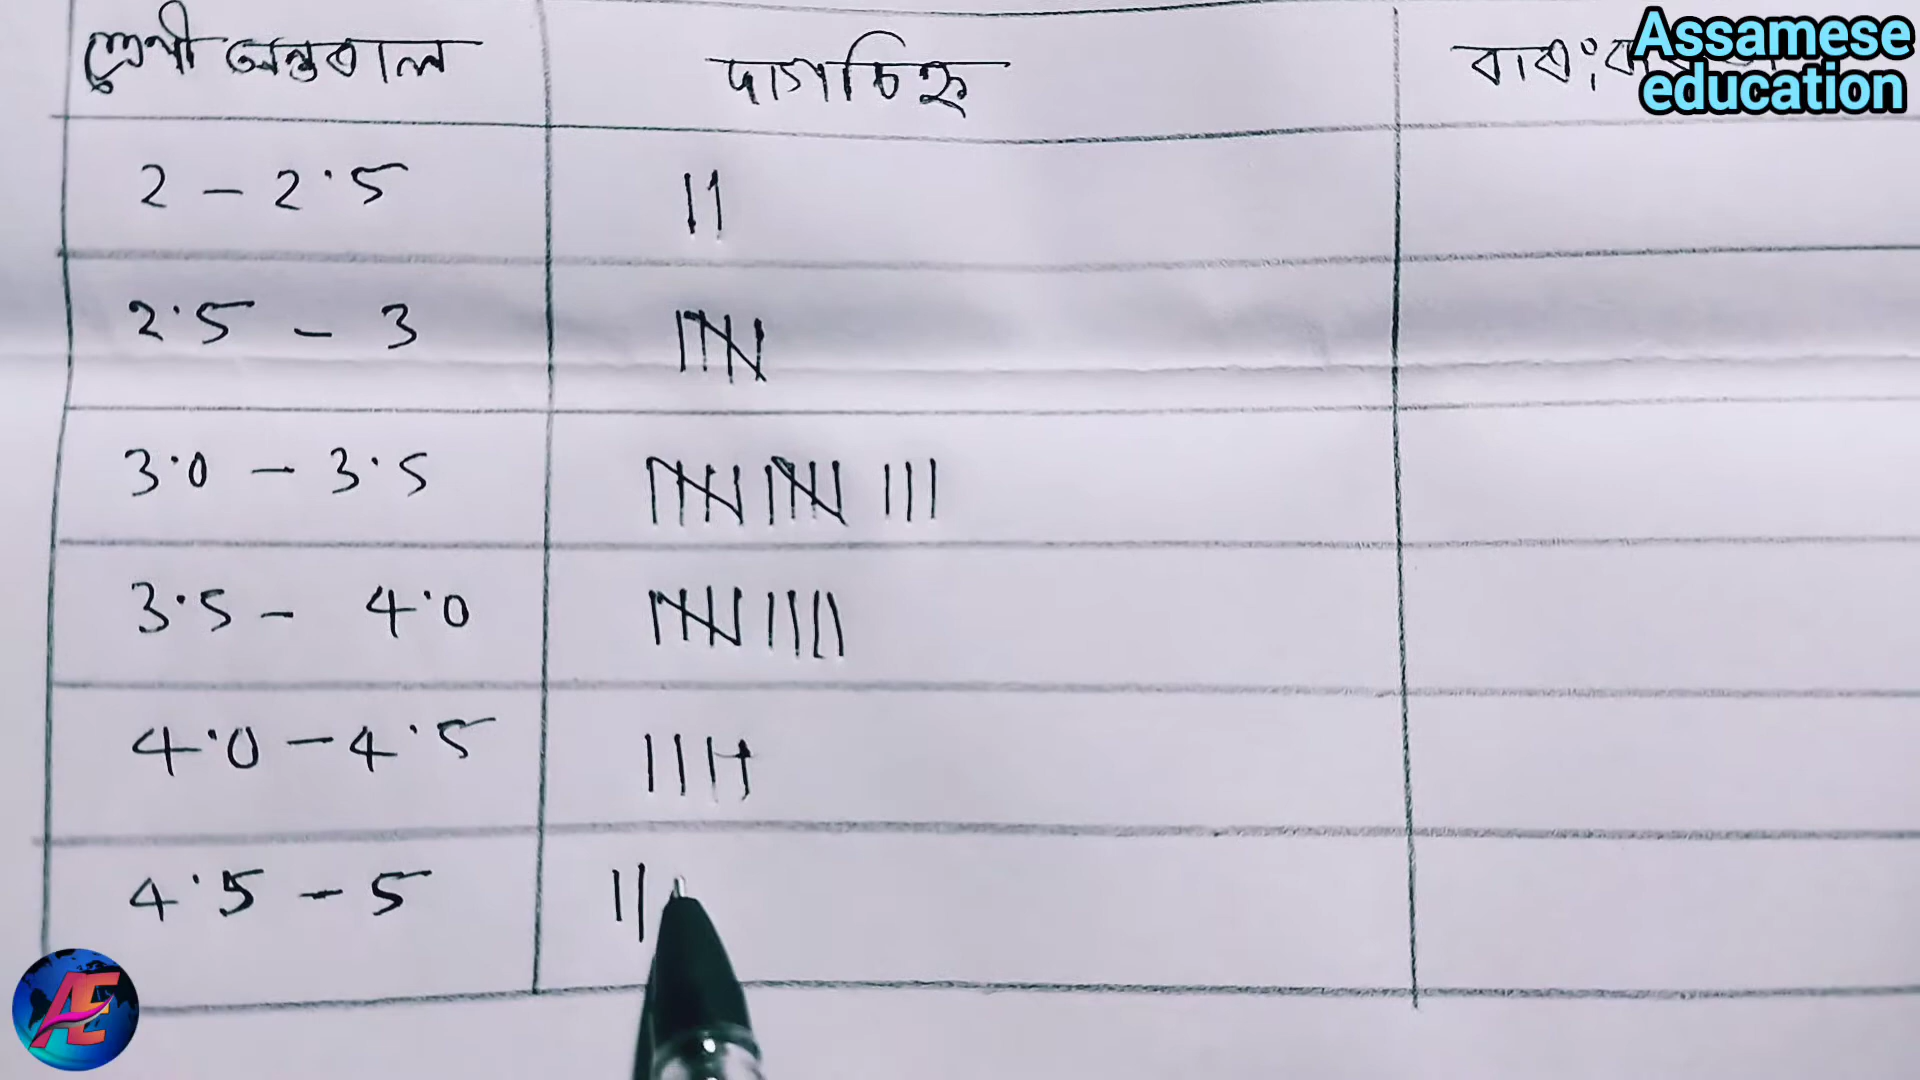 শ্ৰেণী অন্তৰাল দাগচিহ্ন
Assamese
education
2 - 2.5 ||
2.5 - 3
3.0 - 3.5
3.5 - 4.0
4.0 - 4.5 ||||
4.5 - 5 ||
AE